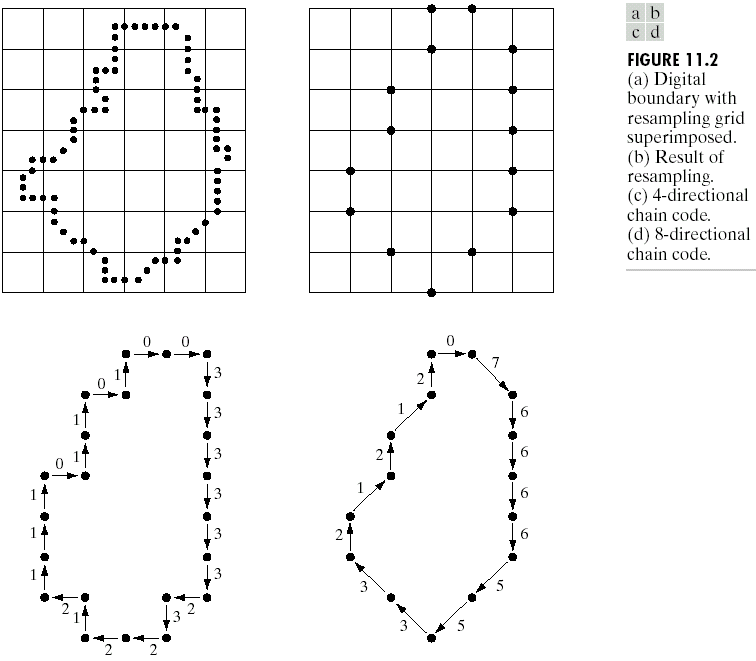 a b
c d
FIGURE 11.2
(a) Digital
boundary with
resampling grid
superimposed.
(b) Result of
resampling.
(c) 4-directional
chain code.
(d) 8-directional
chain code.
0 0
1 3
0
1 3
1 3
0
1 3
1 3
1 3
2 2
1 3
2 2
0
7
2
1 6
2 6
1 6
2 6
3 5
3 5